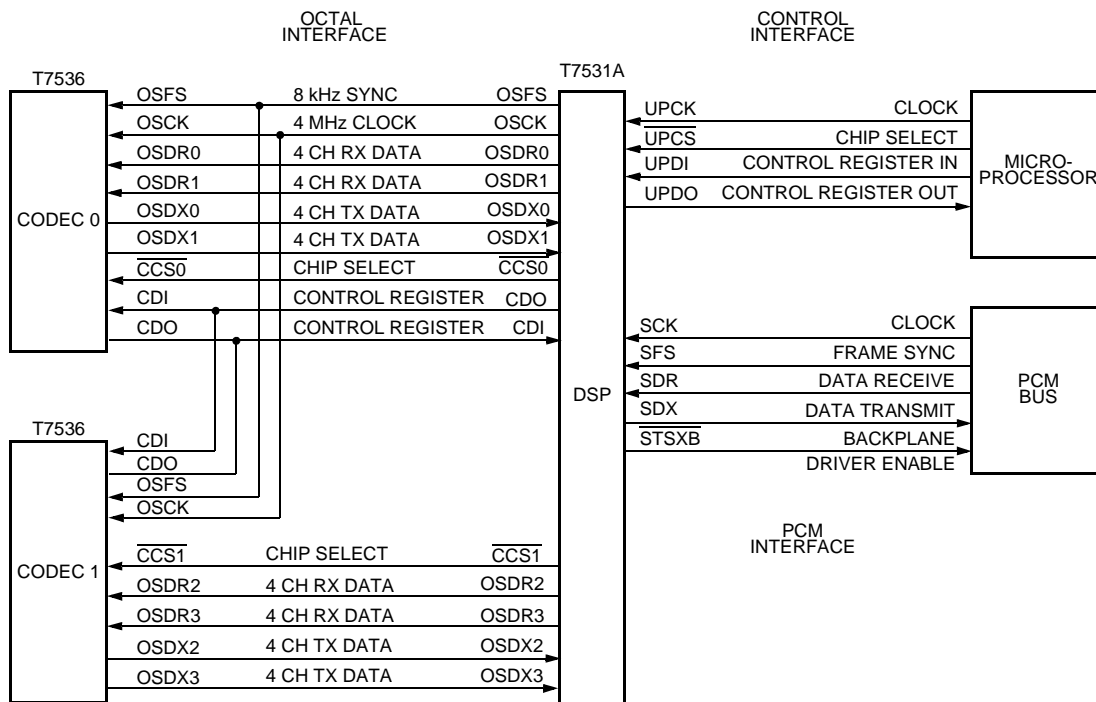 OCTAL
INTERFACE
CONTROL
INTERFACE
T7536
T7531A
OSFS 8 kHz SYNC OSFS
OSCK 4 MHz CLOCK OSCK
OSDR0 4 CH RX DATA OSDR0
OSDR1 4 CH RX DATA OSDR1
OSDX0 4 CH TX DATA OSDX0
OSDX1 4 CH TX DATA OSDX1
CCS0 CHIP SELECT CCS0
CDI CONTROL REGISTER CDO
CDO CONTROL REGISTER CDI
CODEC 0
UPCK CLOCK
UPCS CHIP SELECT
UPDI CONTROL REGISTER IN
UPDO CONTROL REGISTER OUT
MICRO-
PROCESSOR
SCK CLOCK
SFS FRAME SYNC
SDR DATA RECEIVE
SDX DATA TRANSMIT
STSXB BACKPLANE
DRIVER ENABLE
PCM
BUS
DSP
T7536
CDI
CDO
OSFS
OSCK
PCM
INTERFACE
CCS1 CHIP SELECT CCS1
OSDR2 4 CH RX DATA OSDR2
OSDR3 4 CH RX DATA OSDR3
OSDX2 4 CH TX DATA OSDX2
OSDX3 4 CH TX DATA OSDX3
CODEC 1